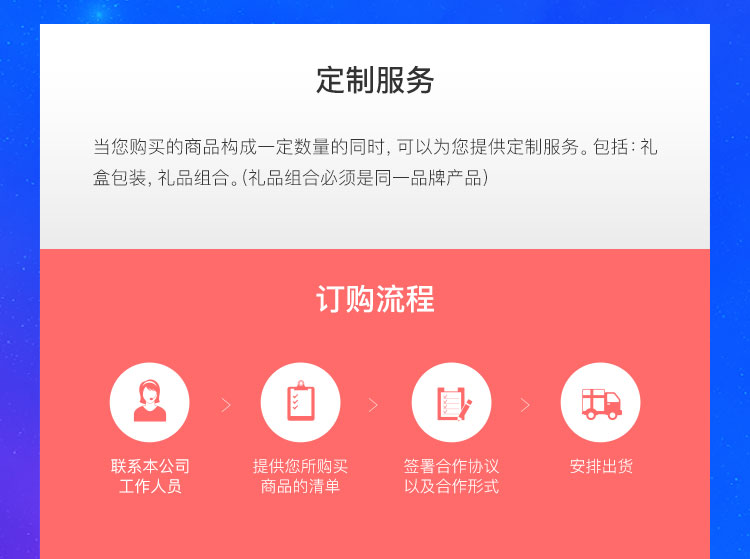 定制服务
当您购买的商品构成一定数量的同时，可以为您提供定制服务。包括：礼
盒包装，礼品组合。（礼品组合必须是同一品牌产品）
订购流程
联系本公司
工作人员
提供您所购买
商品的清单
签署合作协议
以及合作形式
安排出货